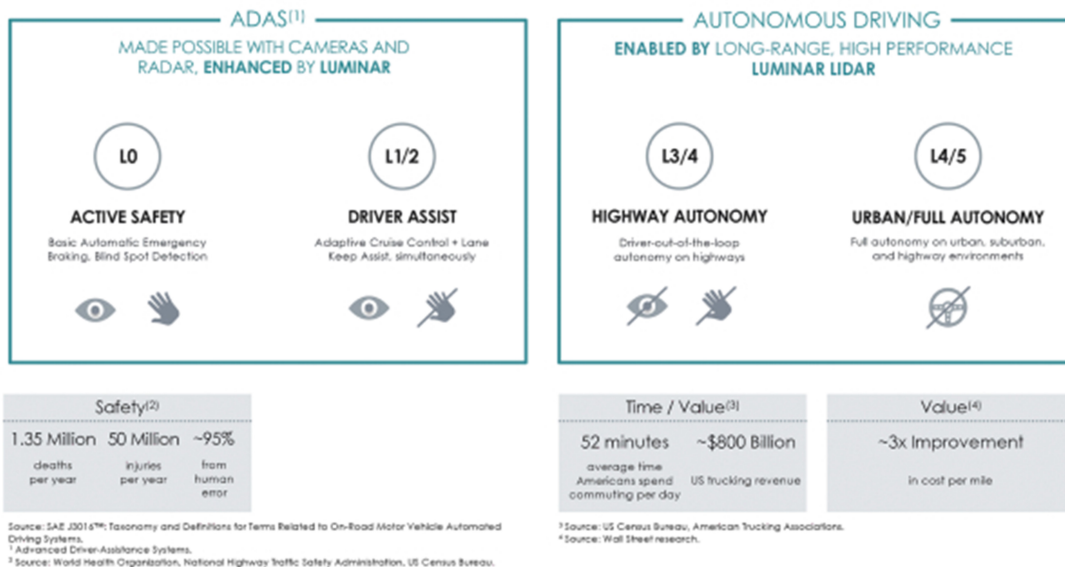 ADAS(1)
MADE POSSIBLE WITH CAMERAS AND
RADAR, ENHANCED BY LUMINAR
L0
ACTIVE SAFETY
Basic Automatic Emergency
Braking, Blind Spot Detection
L1/2
DRIVER ASSIST
Adaptive Cruise Control + Lane
Keep Assist, simultaneously
AUTONOMOUS DRIVING
ENABLED BY LONG-RANGE, HIGH PERFORMANCE
LUMINAR LIDAR
L3/4
HIGHWAY AUTONOMY
Driver-out-of-the-loop
autonomy on highways
L4/5
URBAN/FULL AUTONOMY
Full autonomy on urban, suburban,
and highway environments
Safety(2)
1.35 Million
deaths
per year
50 Million
injuries
per year
~95%
from
human
error
Time / Value(3)
52 minutes
average time
Americans spend
commuting per day
~$800 Billion
US trucking revenue
Value(4)
~3x Improvement
in cost per mile
Source: SAE J3016™: Taxonomy and Definitions for Terms Related to On-Road Motor Vehicle Automated
Driving Systems.
1 Advanced Driver-Assistance Systems.
2 Source: World Health Organization, National Highway Traffic Safety Administration, US Census Bureau.
3 Source: US Census Bureau, American Trucking Associations.
4 Source: Wall Street research.